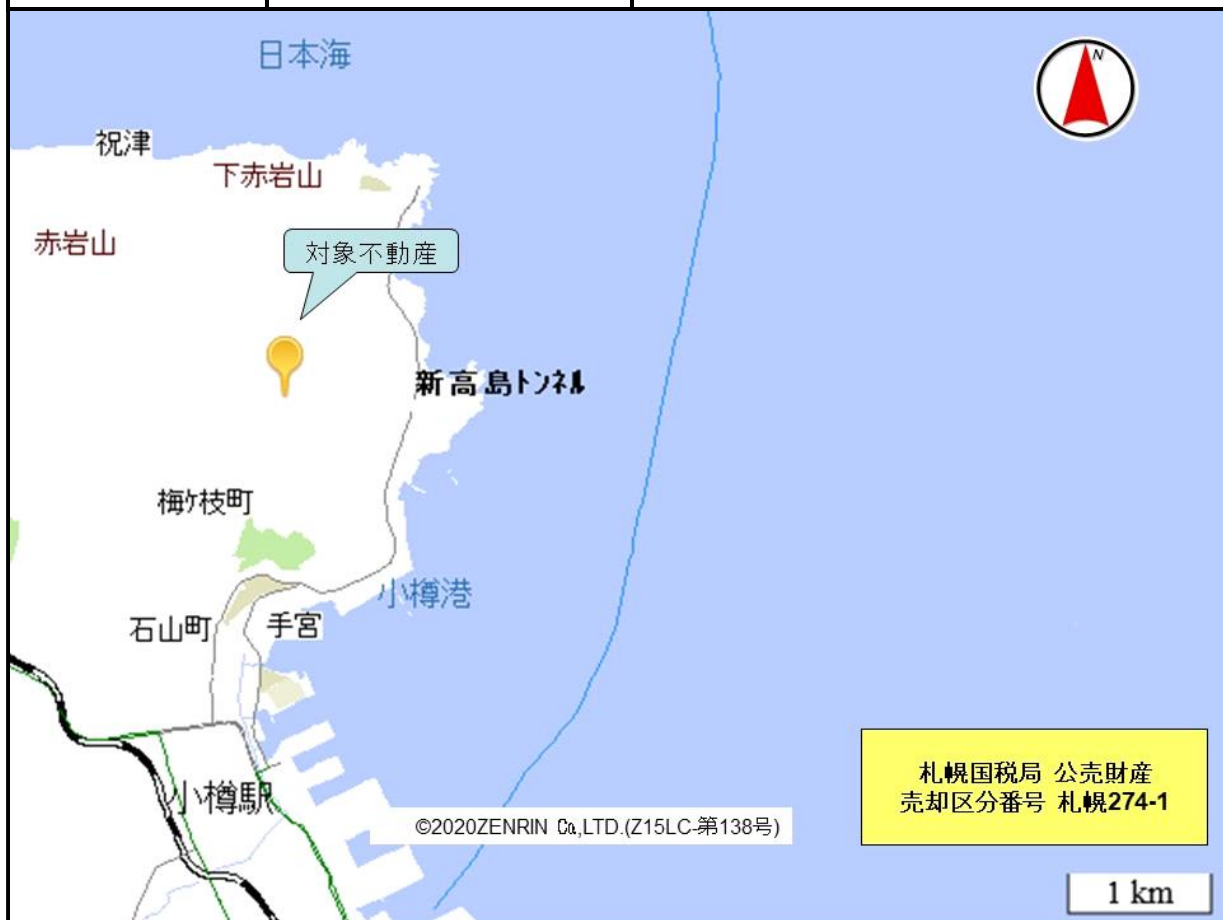 日本海
N
祝津
下赤岩山
赤岩山
対象不動産
新高島トンネル
梅ケ枝町
小樽港
石山町
手宮
小樽駅
札幌国税局 公売財産
売却区分番号 札幌274-1
©2020ZENRIN Co,LTD.(Z15LC-第138号)
1 km